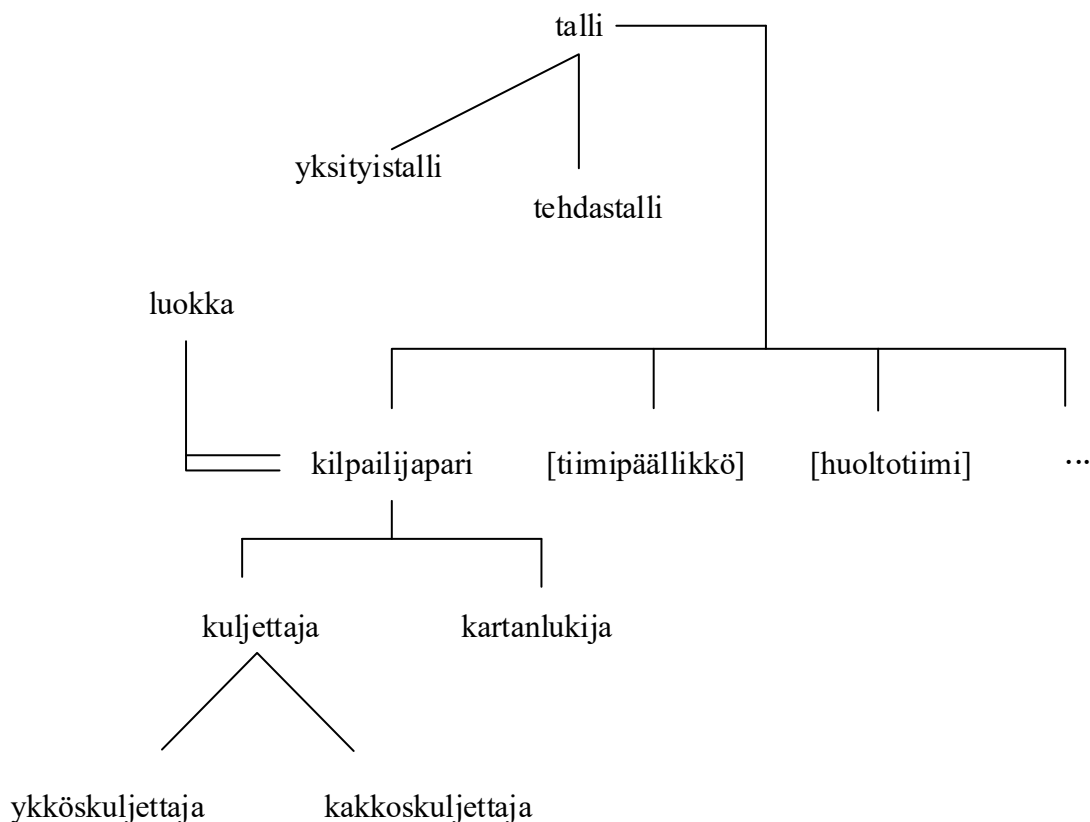 talli
yksityistalli
tehdastalli
luokka
kilpailijapari [tiimipäällikkö] [huoltotiimi] ...
kuljettaja kartanlukija
ykköskuljettaja kakkoskuljettaja